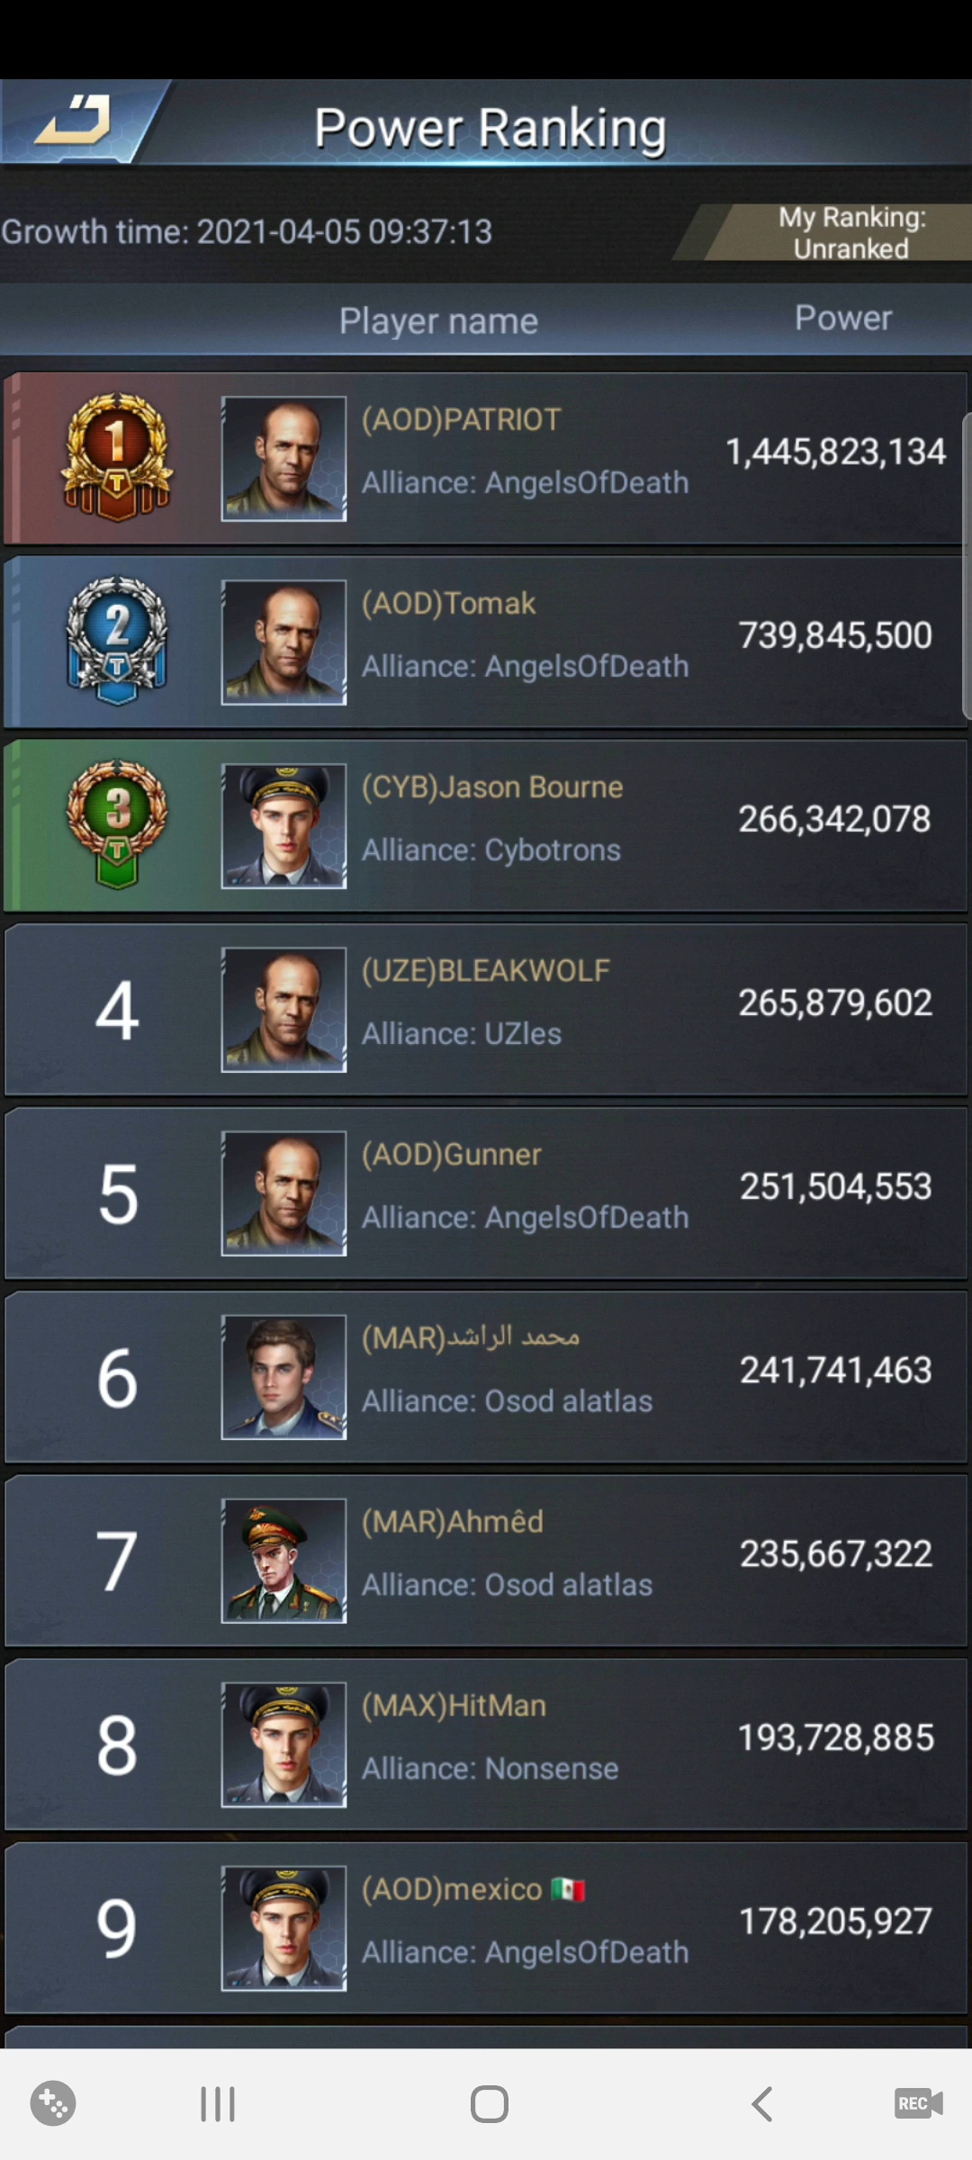 Power Ranking
Growth time: 2021-04-05 09:37:13
My Ranking:
Unranked
Player name
Power
1
T
(AOD)PATRIOT
1,445,823,134
Alliance: AngelsOfDeath
2
T
(AOD)Tomak
739,845,500
Alliance: AngelsOfDeath
3
T
(CYB)Jason Bourne
266,342,078
Alliance: Cybotrons
4
(UZE)BLEAKWOLF
265,879,602
Alliance: UZles
5
(AOD)Gunner
251,504,553
Alliance: AngelsOfDeath
6
(MAR)محمد الراشد
241,741,463
Alliance: Osod alatlas
7
(MAR)Ahmêd
235,667,322
Alliance: Osod alatlas
8
(MAX)HitMan
193,728,885
Alliance: Nonsense
9
(AOD)mexico 🇲🇽
178,205,927
Alliance: AngelsOfDeath
REC